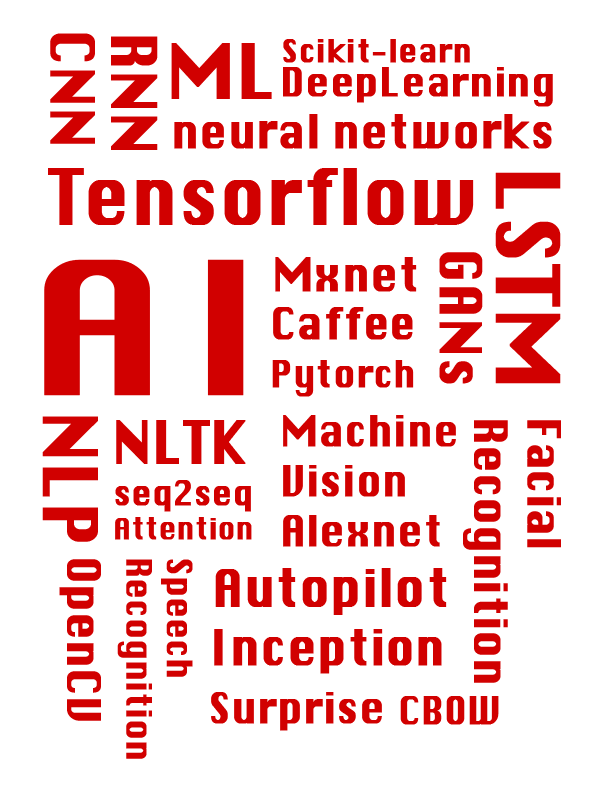 CNN
RNN
ML
Scikit-learn
DeepLearning
neural networks
Tensorflow
LSTM
AI
Mxnet
Caffee
Pytorch
GANs
NLP
NLTK
seq2seq
Attention
Machine
Vision
Alexnet
Facial
Recognition
OpenCV
Speech
Recognition
Autopilot
Inception
Surprise CBOW